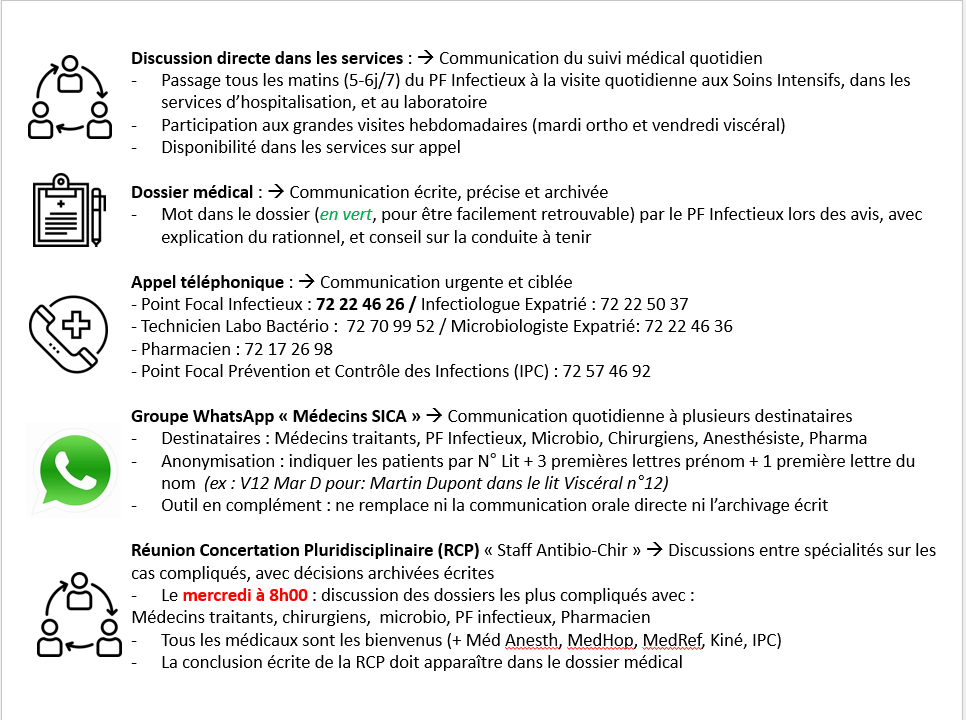 Discussion directe dans les services : → Communication du suivi médical quotidien
- Passage tous les matins (5-6j/7) du PF Infectieux à la visite quotidienne aux Soins Intensifs, dans les
services d’hospitalisation, et au laboratoire
- Participation aux grandes visites hebdomadaires (mardi ortho et vendredi viscéral)
- Disponibilité dans les services sur appel
Dossier médical : → Communication écrite, précise et archivée
- Mot dans le dossier (en vert, pour être facilement retrouvable) par le PF Infectieux lors des avis, avec
explication du rationnel, et conseil sur la conduite à tenir
Appel téléphonique : → Communication urgente et ciblée
- Point Focal Infectieux : 72 22 46 26 / Infectiologue Expatrié : 72 22 50 37
- Technicien Labo Bactério : 72 70 99 52 / Microbiologiste Expatrié: 72 22 46 36
- Pharmacien : 72 17 26 98
- Point Focal Prévention et Contrôle des Infections (IPC) : 72 57 46 92
Groupe WhatsApp « Médecins SICA » → Communication quotidienne à plusieurs destinataires
- Destinataires : Médecins traitants, PF Infectieux, Microbio, Chirurgiens, Anesthésiste, Pharma
- Anonymisation : indiquer les patients par N° Lit + 3 premières lettres prénom + 1 première lettre du
nom (ex : V12 Mar D pour: Martin Dupont dans le lit Viscéral n°12)
- Outil en complément : ne remplace ni la communication orale directe ni l’archivage écrit
Réunion Concertation Pluridisciplinaire (RCP) « Staff Antibio-Chir » → Discussions entre spécialités sur les
cas compliqués, avec décisions archivées écrites
- Le mercredi à 8h00 : discussion des dossiers les plus compliqués avec :
Médecins traitants, chirurgiens, microbio, PF infectieux, Pharmacien
- Tous les médicaux sont les bienvenus (+ Méd Anesth, MedHop, MedRef, Kiné, IPC)
- La conclusion écrite de la RCP doit apparaître dans le dossier médical